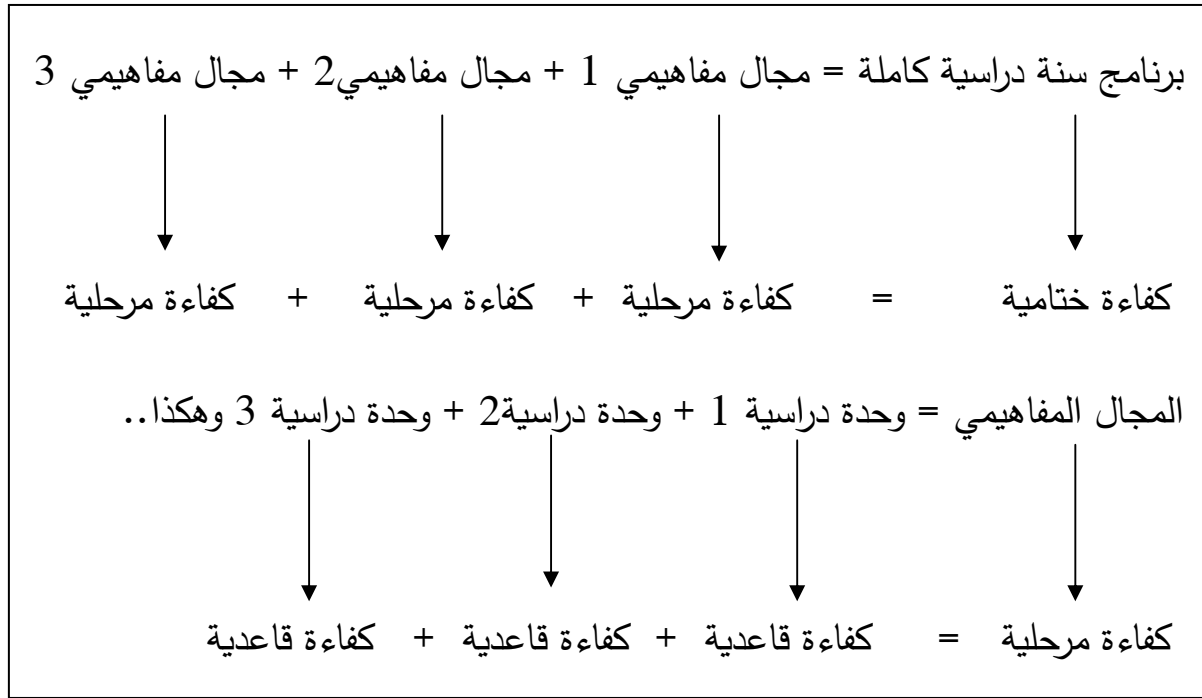 برنامج سنة دراسية كاملة = مجال مفاهيمي 1 + مجال مفاهيمي2 + مجال مفاهيمي 3
كفاءة ختامية = كفاءة مرحلية + كفاءة مرحلية + كفاءة مرحلية
المجال المفاهيمي = وحدة دراسية 1 + وحدة دراسية2 + وحدة دراسية 3 وهكذا..
كفاءة مرحلية = كفاءة قاعدية + كفاءة قاعدية + كفاءة قاعدية